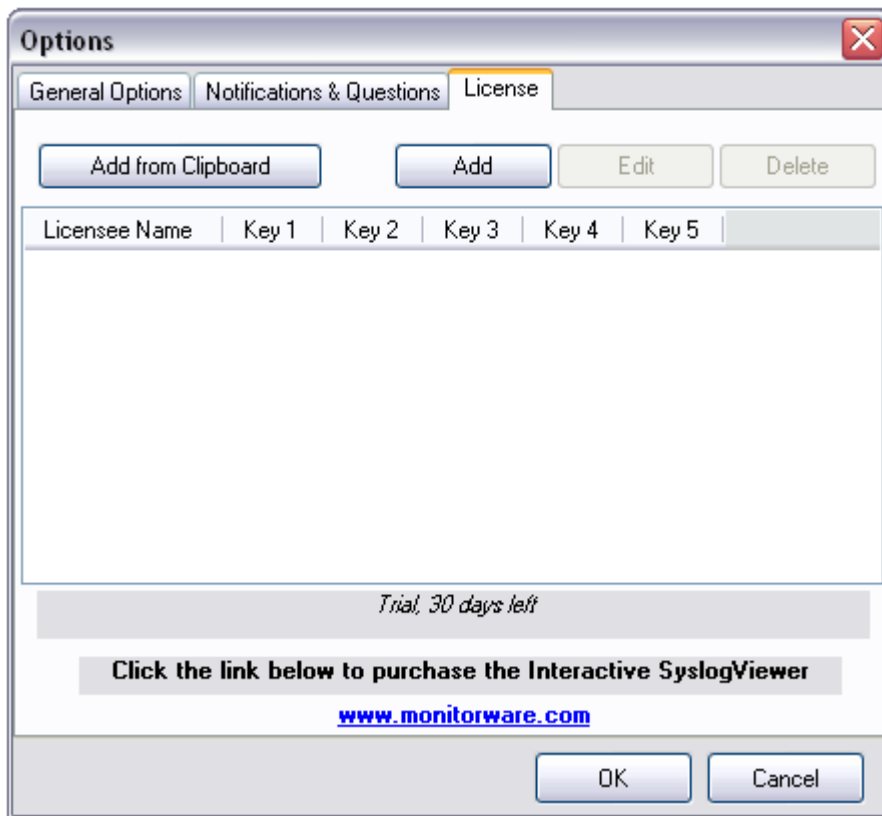 Options
General Options Notifications & Questions License
Add from Clipboard Add Edit Delete
Licensee Name Key 1 Key 2 Key 3 Key 4 Key 5
Trial, 30 days left
Click the link below to purchase the Interactive SyslogViewer
www.monitorware.com
OK Cancel